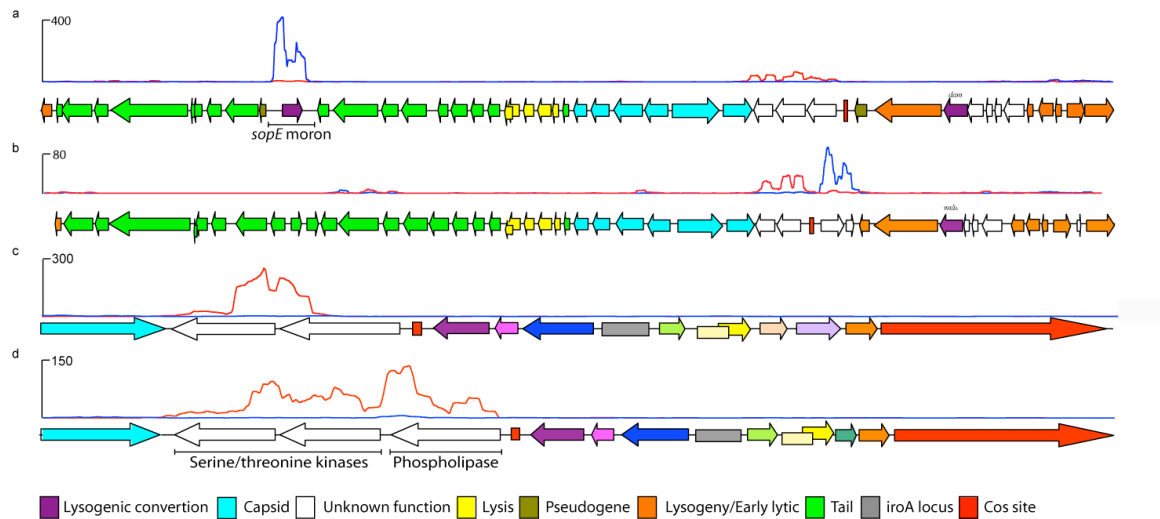 a
400
dam
sopE moron
b
80
c
300
d
150
Serine/threonine kinases
Phospholipase
Lysogenic convertion
Capsid
Unknown function
Lysis
Pseudogene
Lysogeny/Early lytic
Tail
iroA locus
Cos site